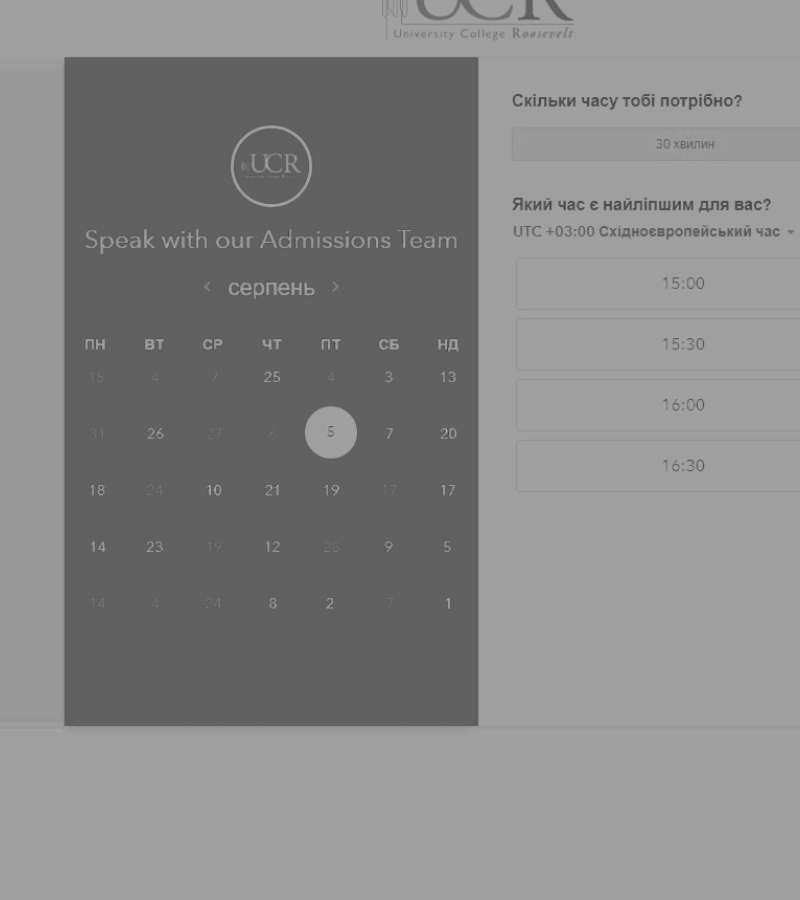 UCR
University College Roosevelt
UCR
Speak with our Admissions Team
серпень
ПН ВТ СР ЧТ ПТ СБ НД
15 4 7 25 4 3 13
31 26 27 6 5 7 20
18 24 10 21 19 17 17
14 23 19 12 28 9 5
14 4 24 8 2 7 1
Скільки часу тобі потрібно?
30 хвилин
Який час є найліпшим для вас?
UTC +03:00 Східноєвропейський час
15:00
15:30
16:00
16:30